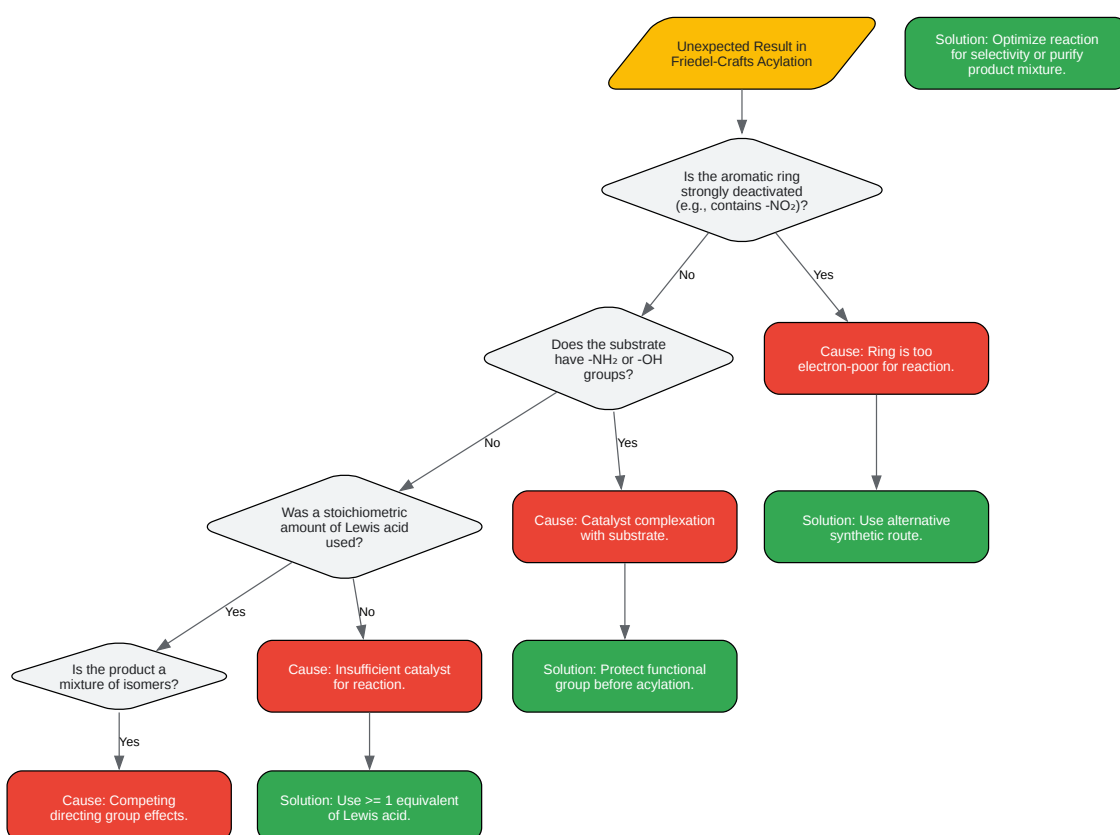 Unexpected Result in
Friedel-Crafts Acylation
Solution: Optimize reaction
for selectivity or purify
product mixture.
Is the aromatic ring
strongly deactivated
(e.g., contains -NO₂)?
No
Yes
Does the substrate
have -NH₂ or -OH
groups?
Cause: Ring is too
electron-poor for reaction.
No
Yes
Was a stoichiometric
amount of Lewis acid
used?
Cause: Catalyst complexation
with substrate.
Solution: Use alternative
synthetic route.
Yes
No
Is the product a
mixture of isomers?
Cause: Insufficient catalyst
for reaction.
Solution: Protect functional
group before acylation.
Yes
Cause: Competing
directing group effects.
Solution: Use >= 1 equivalent
of Lewis acid.